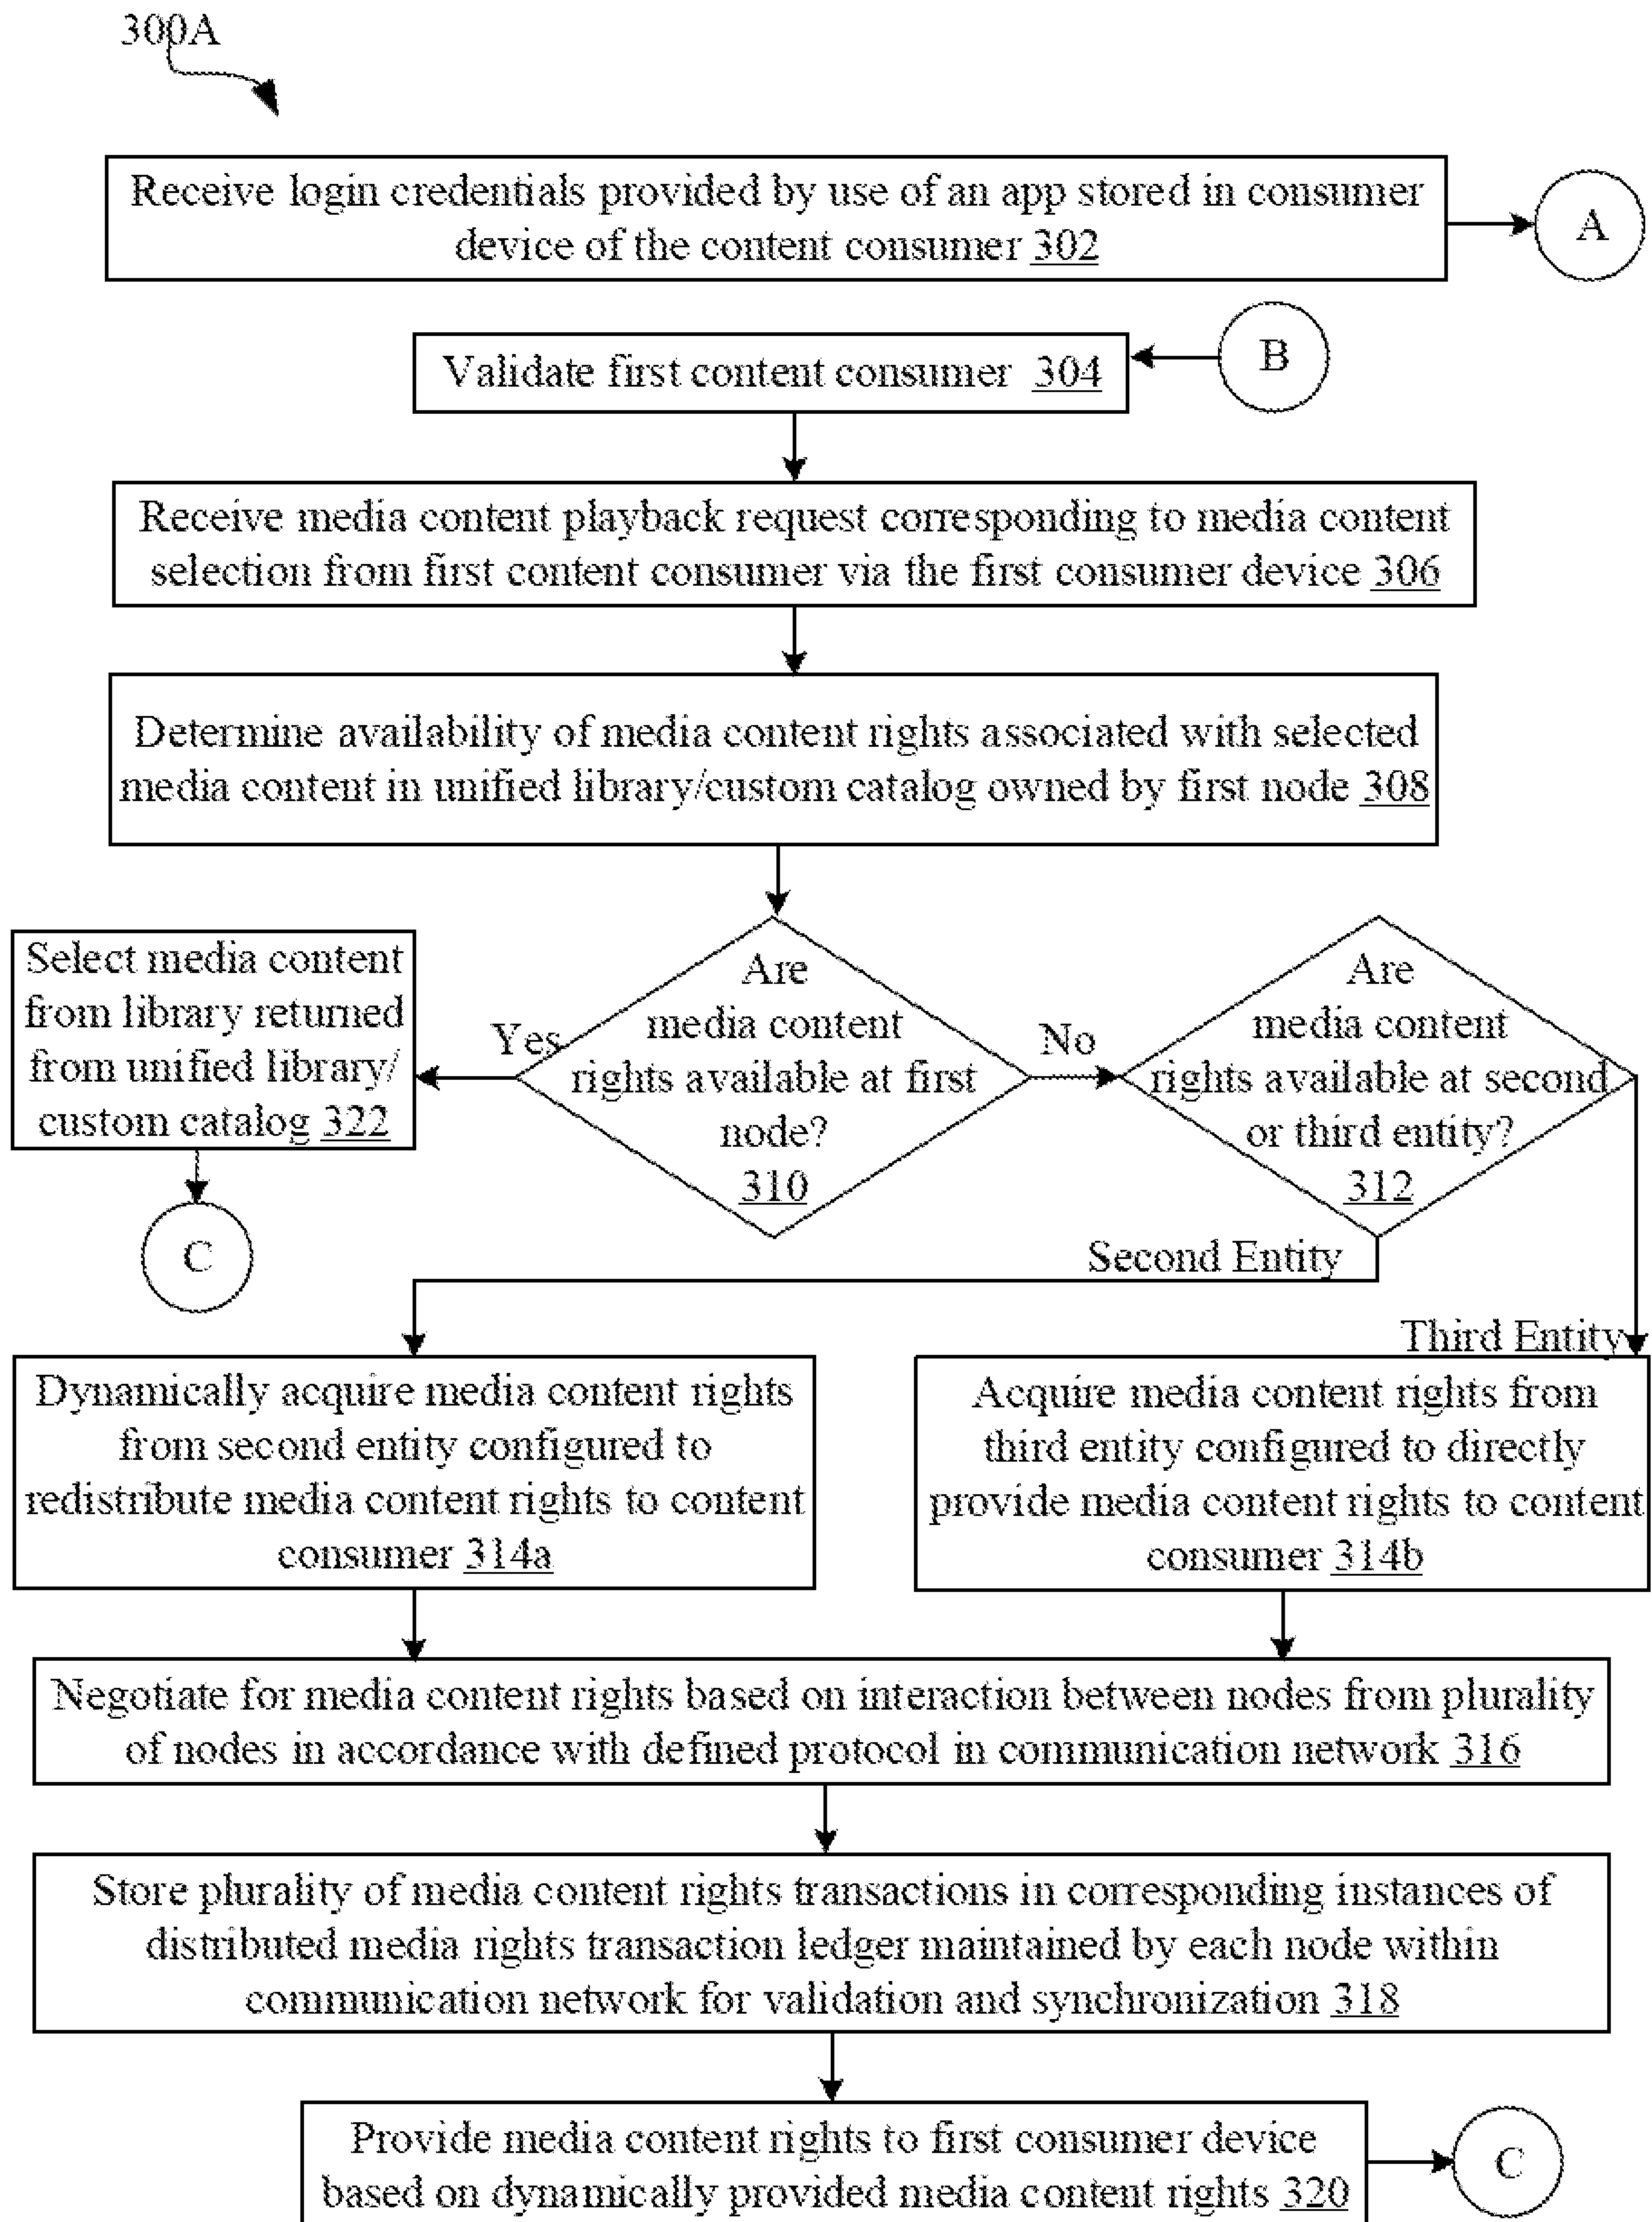 300A
Receive login credentials provided by use of an app stored in consumer
device of the content consumer 302
A
B
Validate first content consumer 304
Receive media content playback request corresponding to media content
selection from first content consumer via the first consumer device 306
Determine availability of media content rights associated with selected
media content in unified library/custom catalog owned by first node 308
Select media content
from library returned
from unified library/
custom catalog 322
Yes
Are
media content
rights available at first
node?
310
No
Are
media content
rights available at second
or third entity?
312
C
Second Entity
Third Entity
Dynamically acquire media content rights
from second entity configured to
redistribute media content rights to content
consumer 314a
Acquire media content rights from
third entity configured to directly
provide media content rights to content
consumer 314b
Negotiate for media content rights based on interaction between nodes from plurality
of nodes in accordance with defined protocol in communication network 316
Store plurality of media content rights transactions in corresponding instances of
distributed media rights transaction ledger maintained by each node within
communication network for validation and synchronization 318
Provide media content rights to first consumer device
based on dynamically provided media content rights 320
C